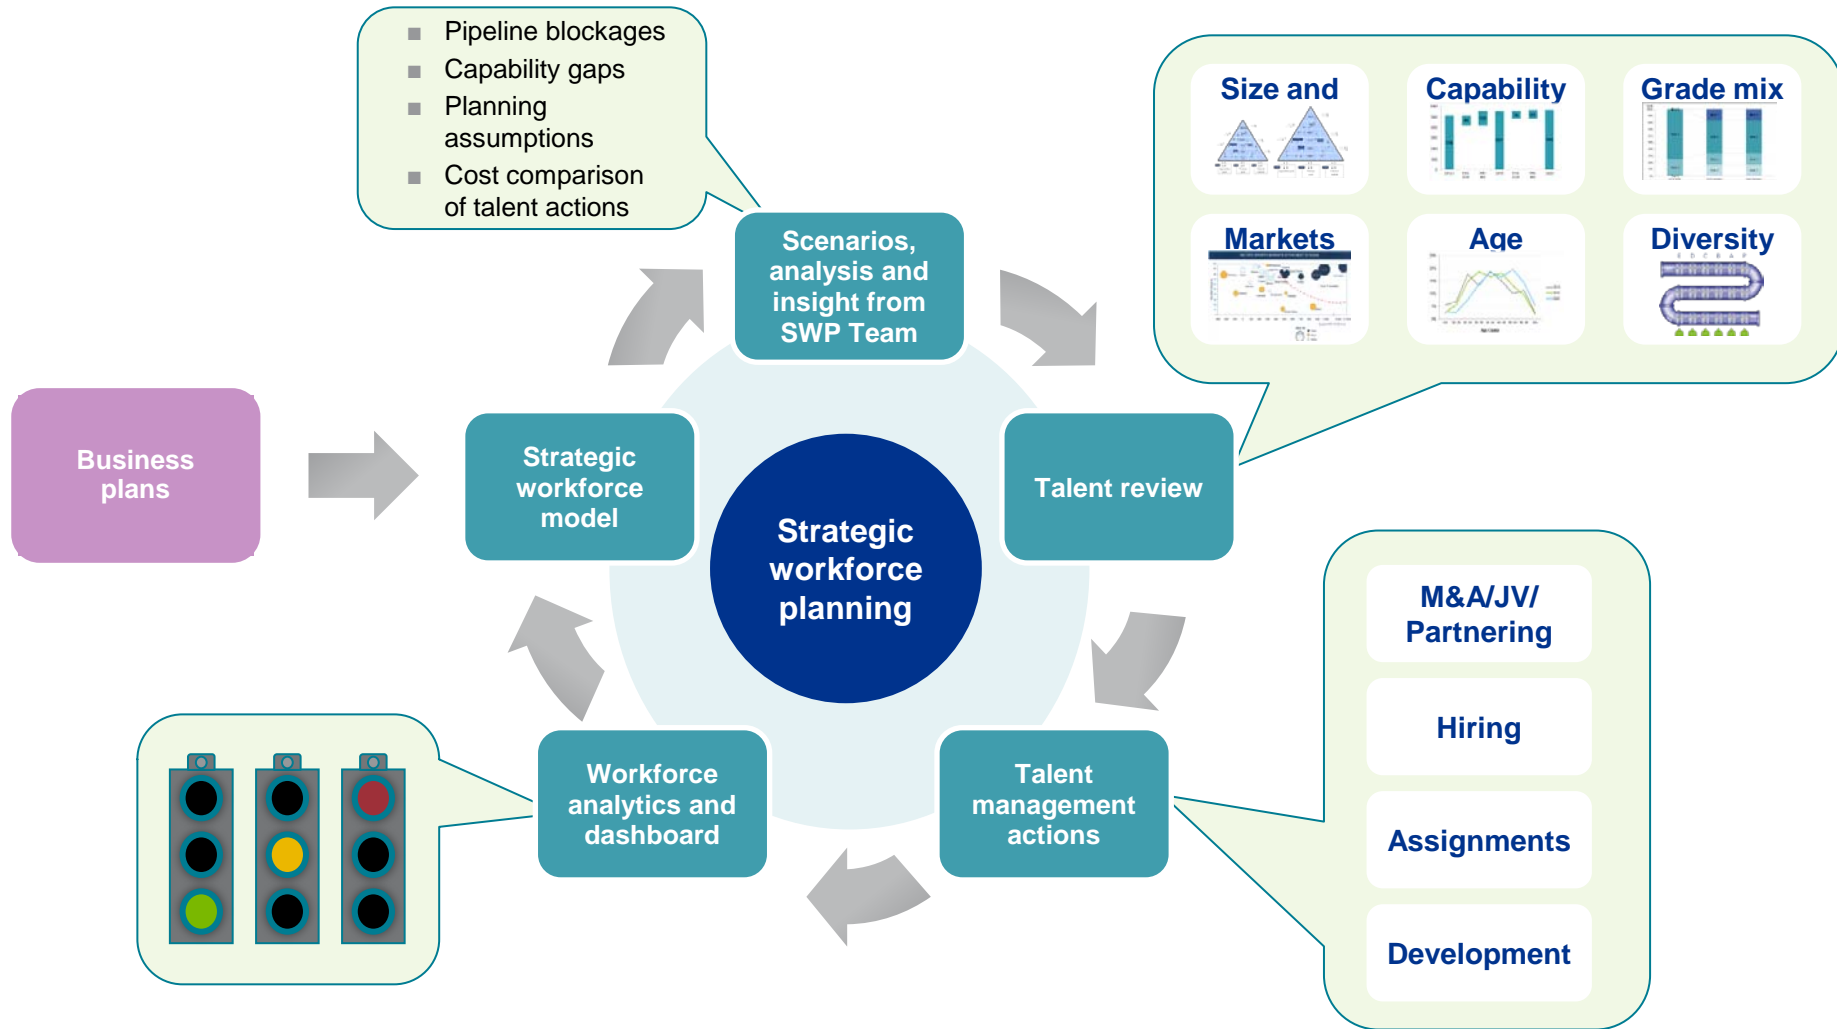 Pipeline blockages
Capability gaps
Planning
assumptions
Cost comparison
of talent actions
Size and
Capability
Grade mix
Markets
Age
Diversity
Scenarios,
analysis and
insight from
SWP Team
Business
plans
Strategic
workforce
model
Strategic
workforce
planning
Talent review
M&A/JV/
Partnering
Hiring
Assignments
Development
Workforce
analytics and
dashboard
Talent
management
actions